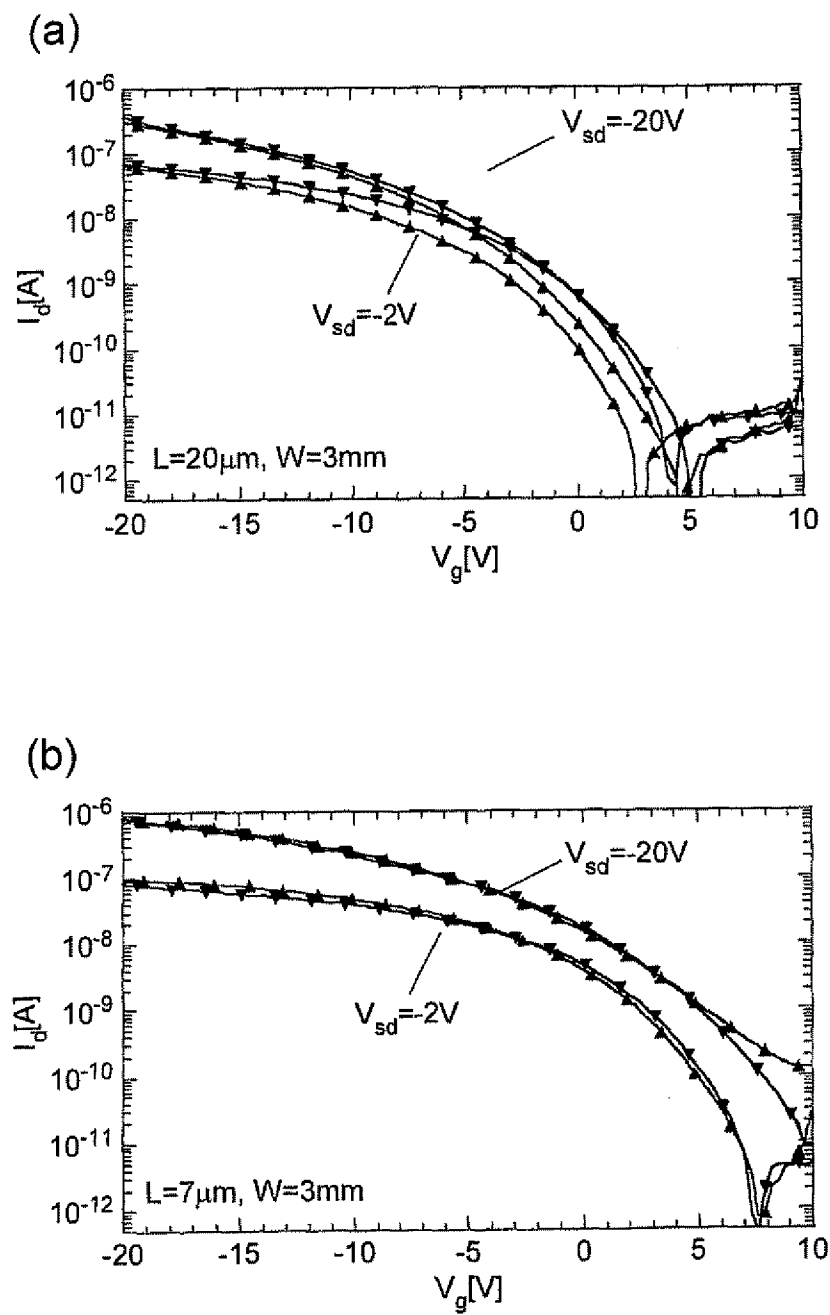 (a)
10^-6
10^-7
10^-8
10^-9
10^-10
10^-11
10^-12
I_d[A]
V_sd=-20V
V_sd=-2V
L=20μm, W=3mm
-20 -15 -10 -5 0 5 10
V_g[V]
(b)
10^-6
10^-7
10^-8
10^-9
10^-10
10^-11
10^-12
I_d[A]
V_sd=-20V
V_sd=-2V
L=7μm, W=3mm
-20 -15 -10 -5 0 5 10
V_g[V]